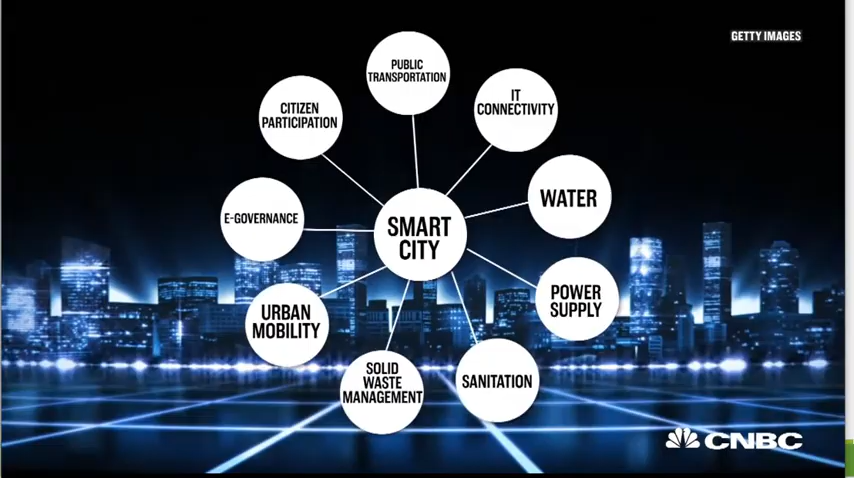 GETTY IMAGES
PUBLIC
TRANSPORTATION
IT
CONNECTIVITY
CITIZEN
PARTICIPATION
WATER
E-GOVERNANCE
SMART
CITY
POWER
SUPPLY
URBAN
MOBILITY
SOLID
WASTE
MANAGEMENT
SANITATION
CNBC